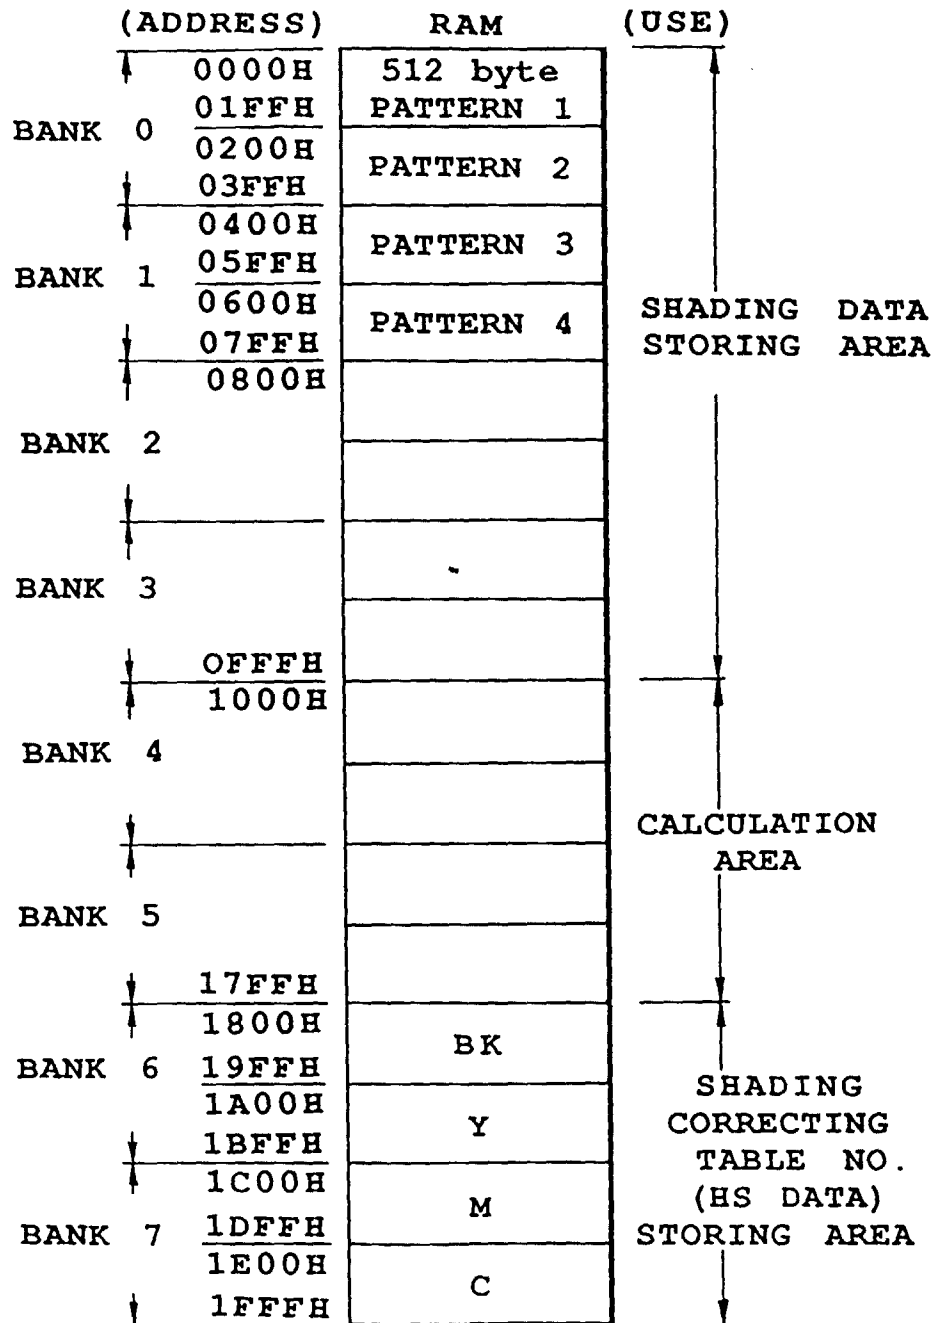 (ADDRESS) RAM (USE)
0000H 512 byte
01FFH PATTERN 1
BANK 0
0200H
PATTERN 2
03FFH
0400H
PATTERN 3
05FFH
BANK 1
0600H
PATTERN 4
07FFH
SHADING DATA
STORING AREA
0800H
BANK 2
BANK 3
0FFFH
1000H
BANK 4
CALCULATION
AREA
BANK 5
17FFH
1800H
BK
BANK 6 19FFH
1A00H
Y
1BFFH
SHADING
CORRECTING
TABLE NO.
(HS DATA)
STORING AREA
1C00H
M
BANK 7 1DFFH
1E00H
C
1FFFH